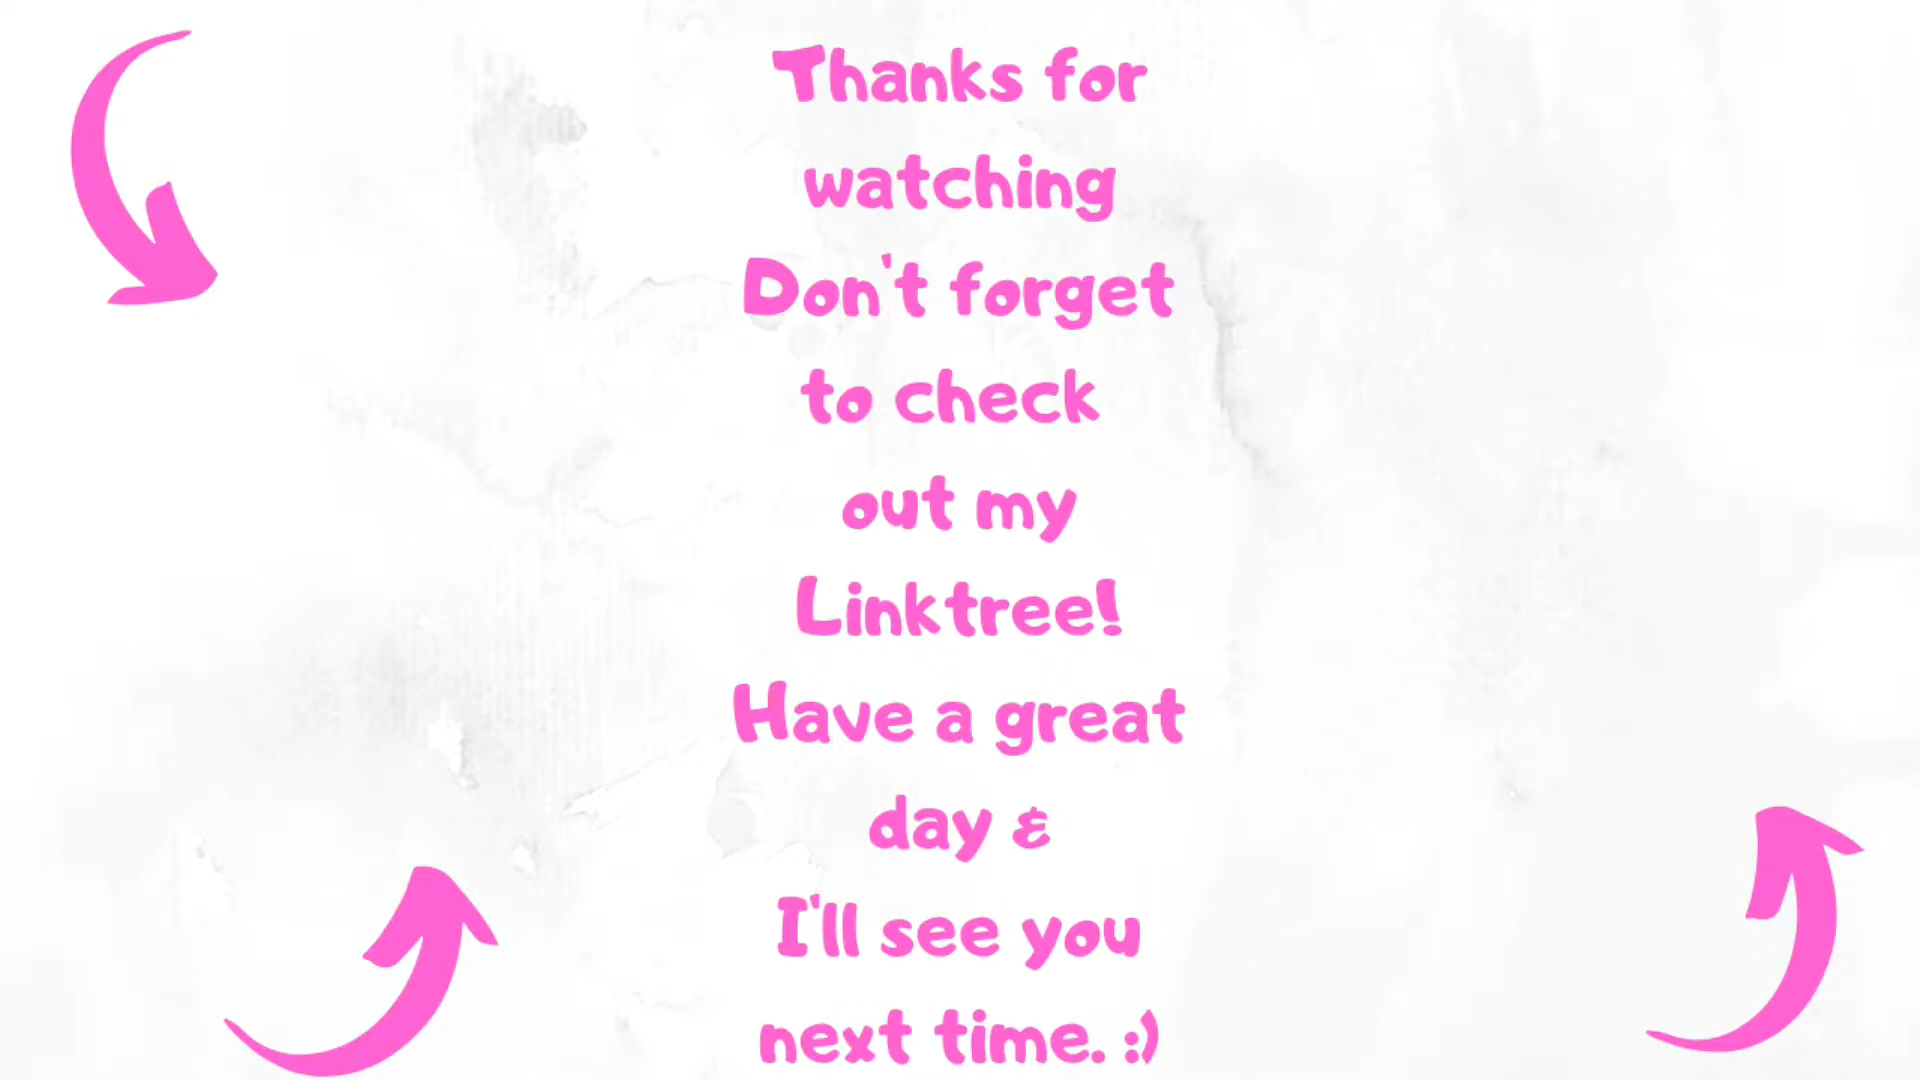 Thanks for
watching
Don't forget
to check
out my
Linktree!
Have a great
day &
I'll see you
next time. :)